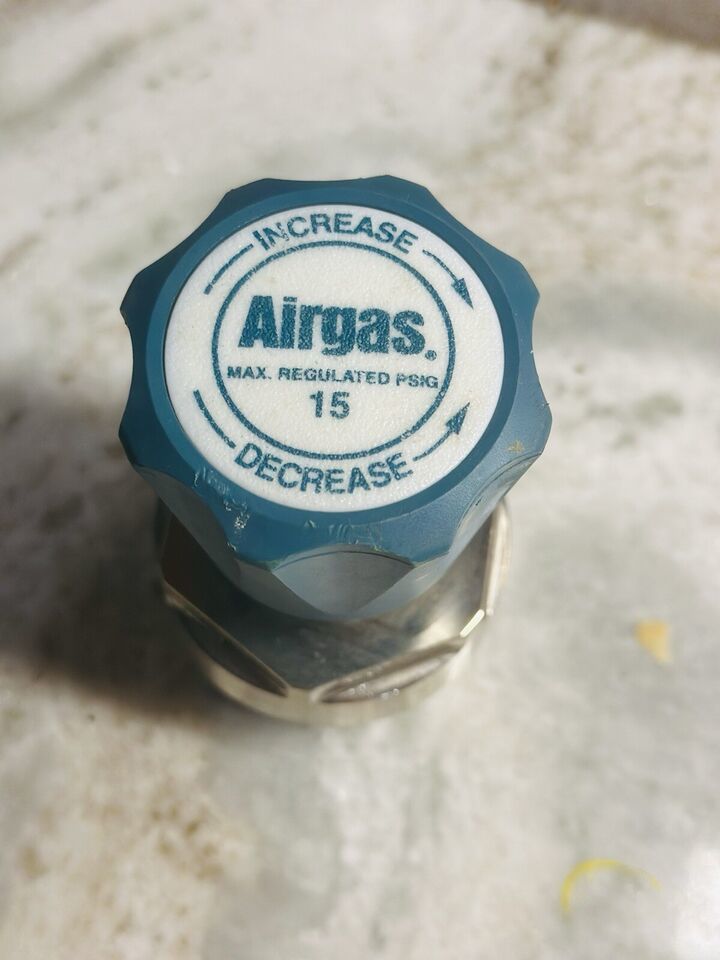 INCREASE
Airgas.
MAX. REGULATED PSIG
15
DECREASE